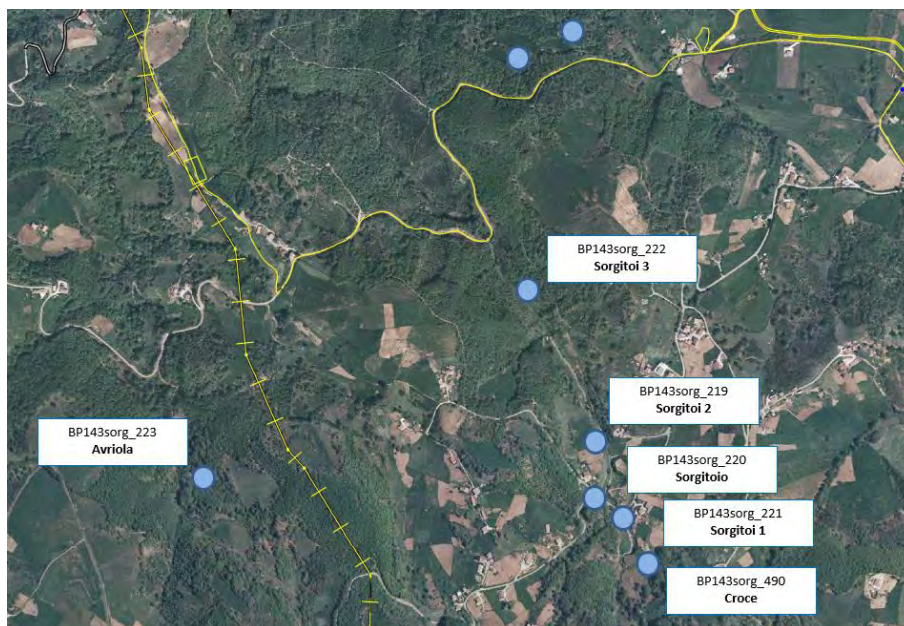 BP143sorg_222
Sorgitoi 3
BP143sorg_219
Sorgitoi 2
BP143sorg_223
Avriola
BP143sorg_220
Sorgitoio
BP143sorg_221
Sorgitoi 1
BP143sorg_490
Croce